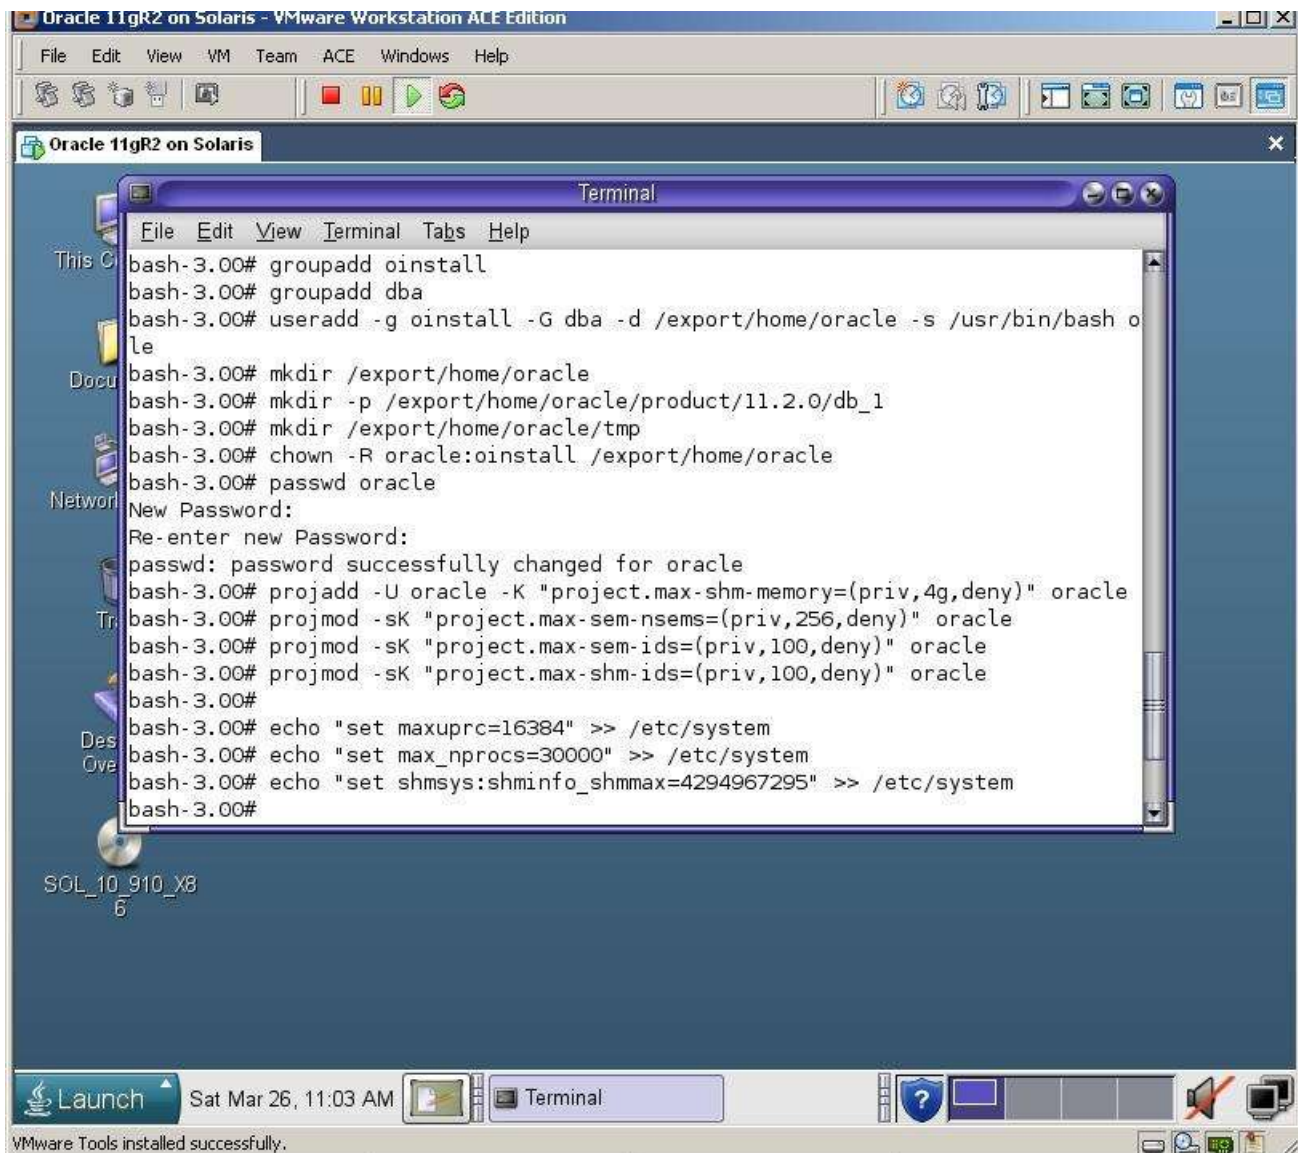 Oracle 11gR2 on Solaris - VMware Workstation ACE Edition
File Edit View VM Team ACE Windows Help
Oracle 11gR2 on Solaris
Terminal
File Edit View Terminal Tabs Help
This C
bash-3.00# groupadd oinstall
bash-3.00# groupadd dba
bash-3.00# useradd -g oinstall -G dba -d /export/home/oracle -s /usr/bin/bash o
le
Docu
bash-3.00# mkdir /export/home/oracle
bash-3.00# mkdir -p /export/home/oracle/product/11.2.0/db_1
bash-3.00# mkdir /export/home/oracle/tmp
bash-3.00# chown -R oracle:oinstall /export/home/oracle
bash-3.00# passwd oracle
Networ
New Password:
Re-enter new Password:
passwd: password successfully changed for oracle
bash-3.00# projadd -U oracle -K "project.max-shm-memory=(priv,4g,deny)" oracle
Tr
bash-3.00# projmod -sK "project.max-sem-nsems=(priv,256,deny)" oracle
bash-3.00# projmod -sK "project.max-sem-ids=(priv,100,deny)" oracle
bash-3.00# projmod -sK "project.max-shm-ids=(priv,100,deny)" oracle
bash-3.00#
bash-3.00# echo "set maxuprc=16384" >> /etc/system
Des
bash-3.00# echo "set max_nprocs=30000" >> /etc/system
Ove
bash-3.00# echo "set shmsys:shminfo_shmmax=4294967295" >> /etc/system
bash-3.00#
SOL_10_910_X8
6
Launch Sat Mar 26, 11:03 AM Terminal
VMware Tools installed successfully.